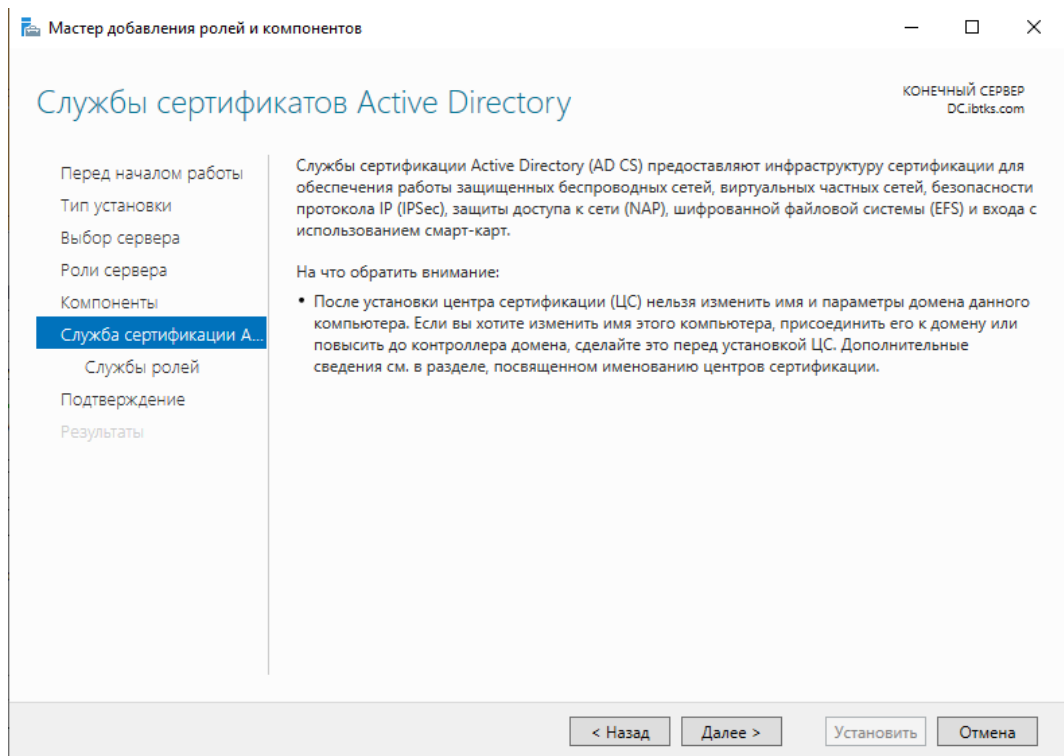 Мастер добавления ролей и компонентов
Службы сертификатов Active Directory
КОНЕЧНЫЙ СЕРВЕР
DC.ibtks.com
Перед началом работы
Тип установки
Выбор сервера
Роли сервера
Компоненты
Служба сертификации A...
Службы ролей
Подтверждение
Результаты
Службы сертификации Active Directory (AD CS) предоставляют инфраструктуру сертификации для
обеспечения работы защищенных беспроводных сетей, виртуальных частных сетей, безопасности
протокола IP (IPSec), защиты доступа к сети (NAP), шифрованной файловой системы (EFS) и входа с
использованием смарт-карт.
На что обратить внимание:
• После установки центра сертификации (ЦС) нельзя изменить имя и параметры домена данного
компьютера. Если вы хотите изменить имя этого компьютера, присоединить его к домену или
повысить до контроллера домена, сделайте это перед установкой ЦС. Дополнительные
сведения см. в разделе, посвященном именованию центров сертификации.
< Назад
Далее >
Установить
Отмена